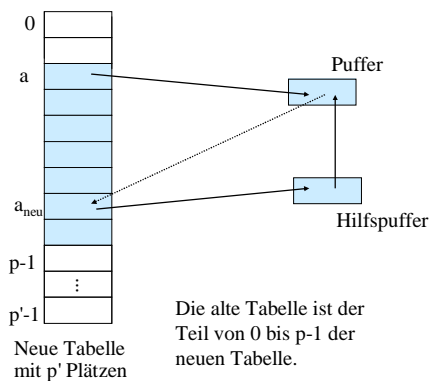 0
Puffer
a
a_neu
Hilfspuffer
p-1
⋮
p'-1
Die alte Tabelle ist der
Teil von 0 bis p-1 der
neuen Tabelle.
Neue Tabelle
mit p' Plätzen